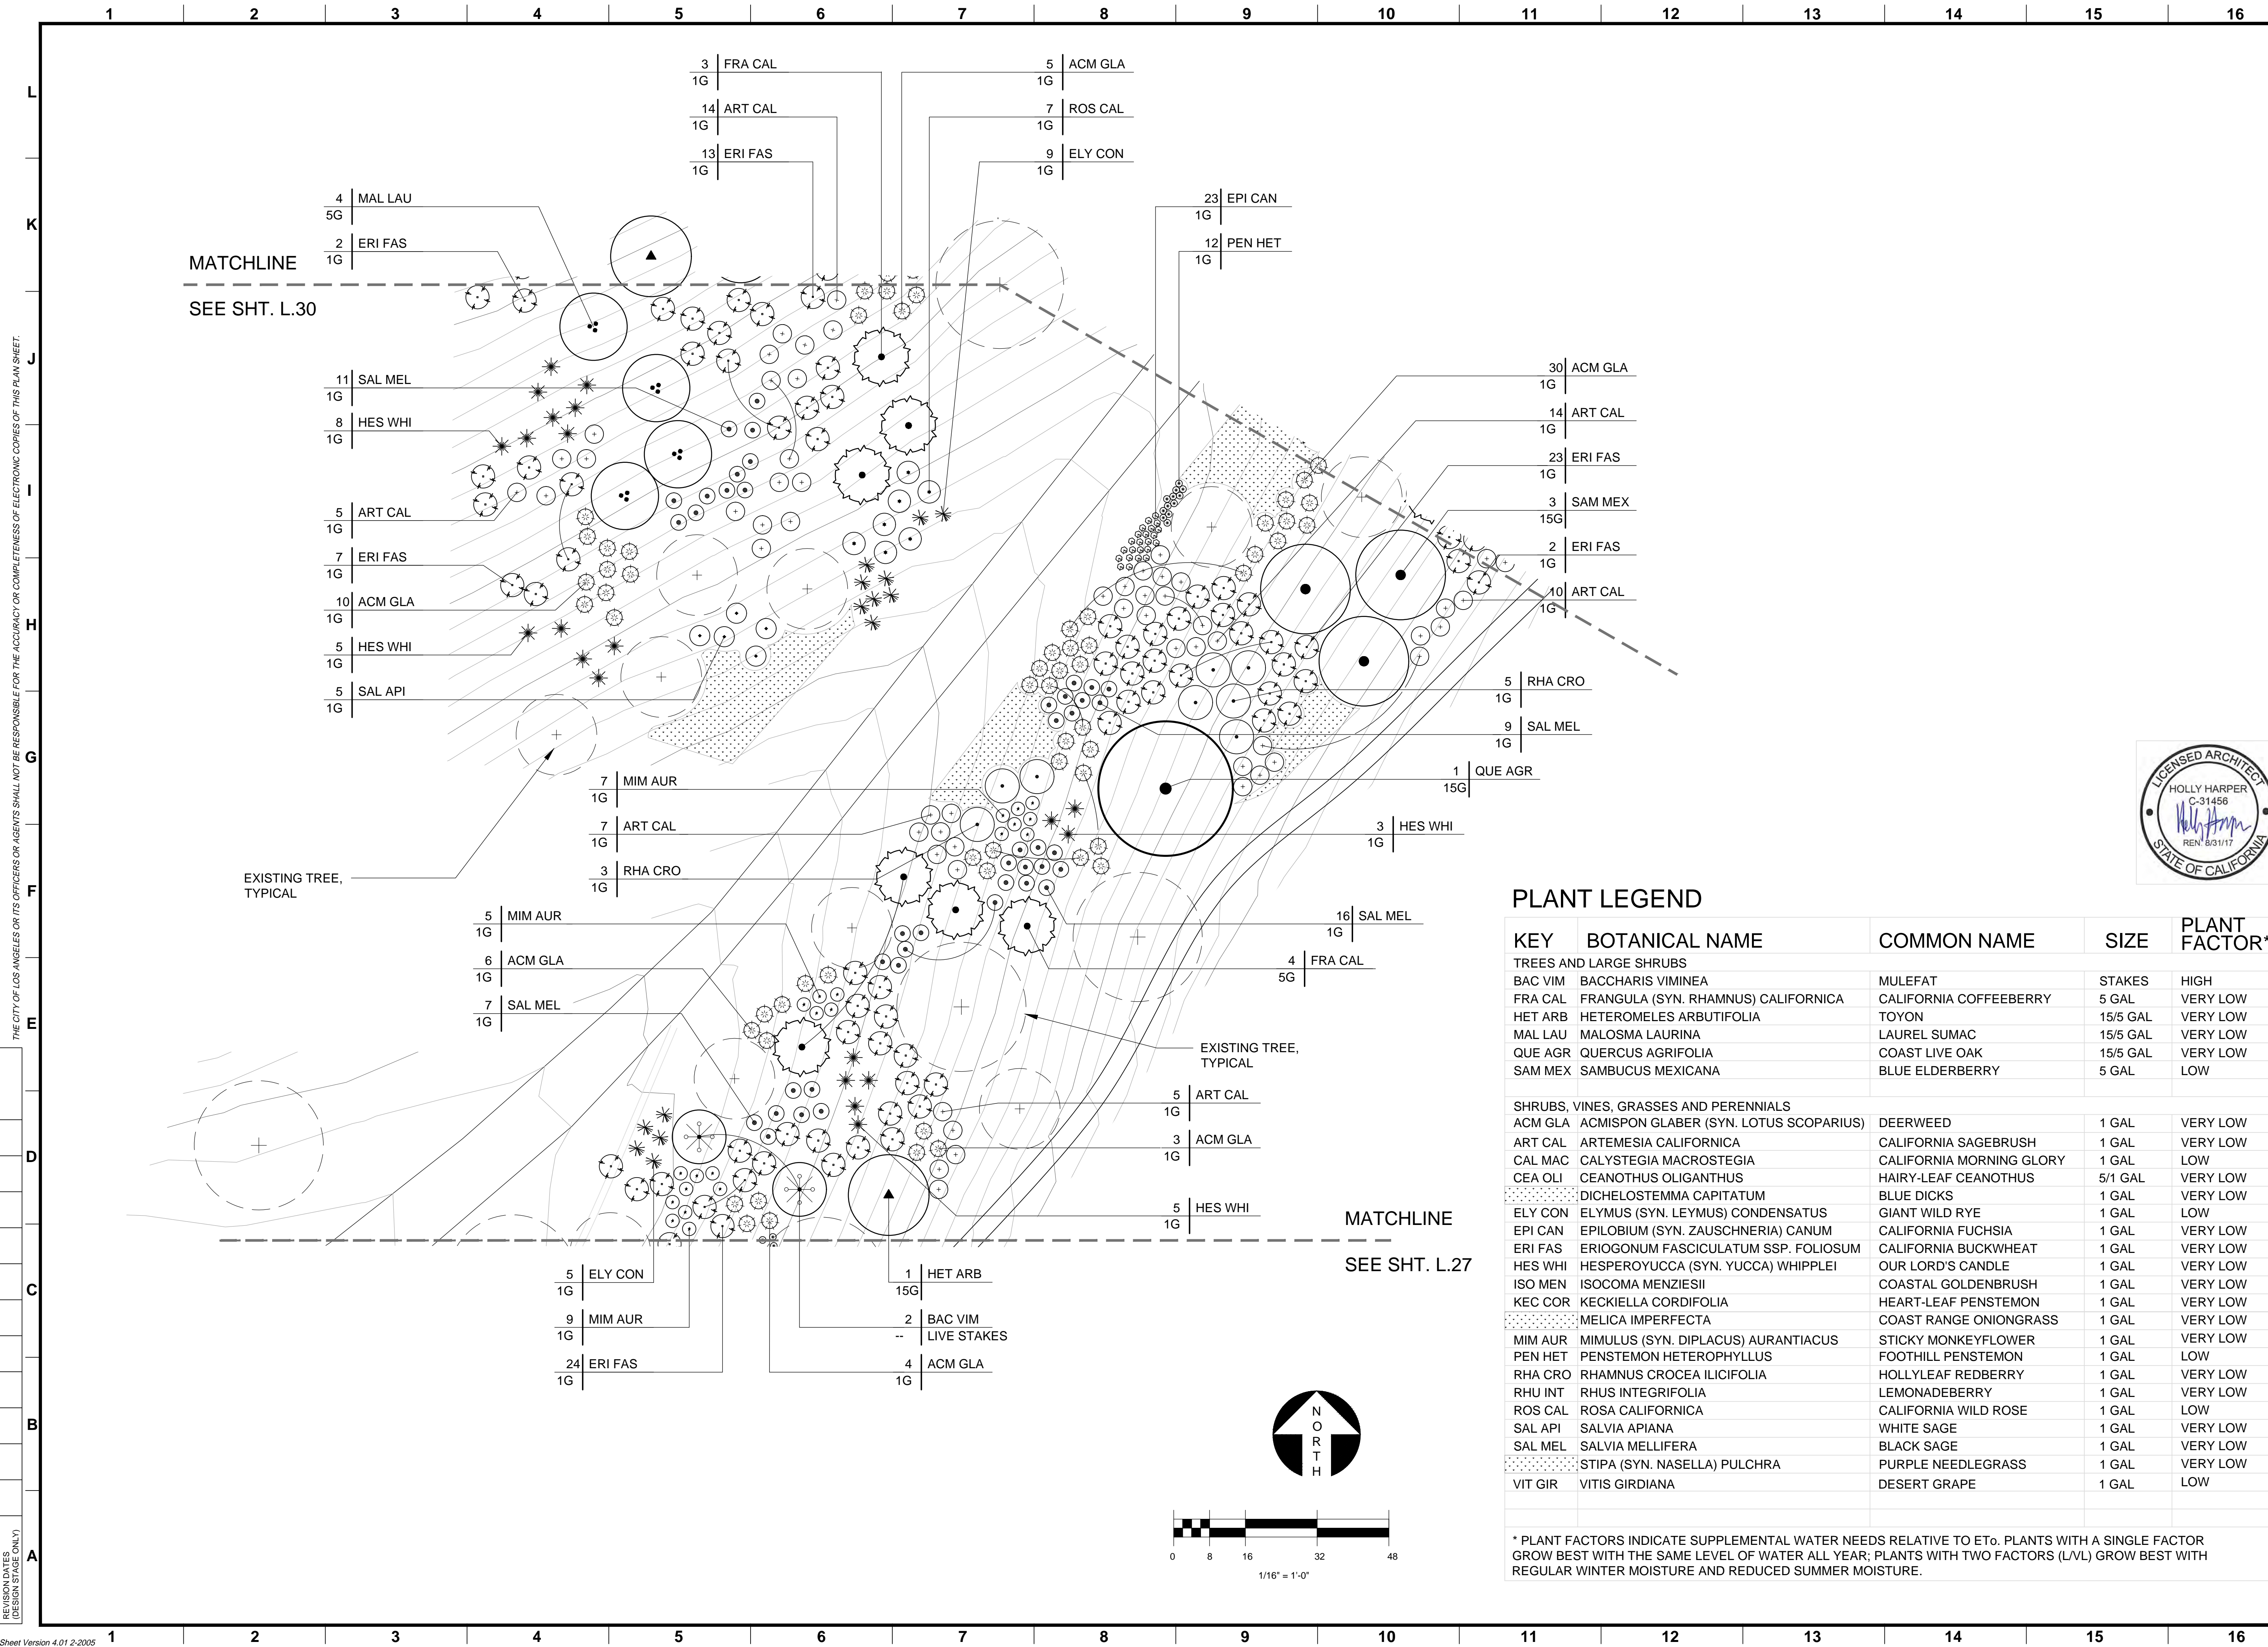 1 2 3 4 5 6 7 8 9 10 11 12 13 14 15 16
L
K
J
I
H
G
F
E
D
C
B
A
3 FRA CAL
1G
14 ART CAL
1G
13 ERI FAS
1G
5 ACM GLA
1G
7 ROS CAL
1G
9 ELY CON
1G
4 MAL LAU
5G
2 ERI FAS
1G
23 EPI CAN
1G
12 PEN HET
1G
MATCHLINE
SEE SHT. L.30
11 SAL MEL
1G
8 HES WHI
1G
5 ART CAL
1G
7 ERI FAS
1G
10 ACM GLA
1G
5 HES WHI
1G
5 SAL API
1G
30 ACM GLA
1G
14 ART CAL
1G
23 ERI FAS
1G
3 SAM MEX
15G
2 ERI FAS
1G
10 ART CAL
1G
5 RHA CRO
1G
9 SAL MEL
1G
1 QUE AGR
15G
3 HES WHI
1G
7 MIM AUR
1G
7 ART CAL
1G
3 RHA CRO
1G
EXISTING TREE,
TYPICAL
5 MIM AUR
1G
6 ACM GLA
1G
7 SAL MEL
1G
16 SAL MEL
1G
4 FRA CAL
5G
EXISTING TREE,
TYPICAL
5 ART CAL
1G
3 ACM GLA
1G
5 HES WHI
1G
MATCHLINE
SEE SHT. L.27
5 ELY CON
1G
9 MIM AUR
1G
24 ERI FAS
1G
1 HET ARB
15G
2 BAC VIM
-- LIVE STAKES
4 ACM GLA
1G
NORTH
0 8 16 32 48
1/16" = 1'-0"
LICENSED ARCHITECT
HOLLY HARPER
C-31456
REN. 8/31/17
STATE OF CALIFORNIA
PLANT LEGEND
KEY BOTANICAL NAME COMMON NAME SIZE PLANT FACTOR*
TREES AND LARGE SHRUBS
BAC VIM BACCHARIS VIMINEA MULEFAT STAKES HIGH
FRA CAL FRANGULA (SYN. RHAMNUS) CALIFORNICA CALIFORNIA COFFEEBERRY 5 GAL VERY LOW
HET ARB HETEROMELES ARBUTIFOLIA TOYON 15/5 GAL VERY LOW
MAL LAU MALOSMA LAURINA LAUREL SUMAC 15/5 GAL VERY LOW
QUE AGR QUERCUS AGRIFOLIA COAST LIVE OAK 15/5 GAL VERY LOW
SAM MEX SAMBUCUS MEXICANA BLUE ELDERBERRY 5 GAL LOW
SHRUBS, VINES, GRASSES AND PERENNIALS
ACM GLA ACMISPON GLABER (SYN. LOTUS SCOPARIUS) DEERWEED 1 GAL VERY LOW
ART CAL ARTEMESIA CALIFORNICA CALIFORNIA SAGEBRUSH 1 GAL VERY LOW
CAL MAC CALYSTEGIA MACROSTEGIA CALIFORNIA MORNING GLORY 1 GAL LOW
CEA OLI CEANOTHUS OLIGANTHUS HAIRY-LEAF CEANOTHUS 5/1 GAL VERY LOW
DICHELOSTEMMA CAPITATUM BLUE DICKS 1 GAL VERY LOW
ELY CON ELYMUS (SYN. LEYMUS) CONDENSATUS GIANT WILD RYE 1 GAL LOW
EPI CAN EPILOBIUM (SYN. ZAUSCHNERIA) CANUM CALIFORNIA FUCHSIA 1 GAL VERY LOW
ERI FAS ERIOGONUM FASCICULATUM SSP. FOLIOSUM CALIFORNIA BUCKWHEAT 1 GAL VERY LOW
HES WHI HESPEROYUCCA (SYN. YUCCA) WHIPPLEI OUR LORD'S CANDLE 1 GAL VERY LOW
ISO MEN ISOCOMA MENZIESII COASTAL GOLDENBRUSH 1 GAL VERY LOW
KEC COR KECKIELLA CORDIFOLIA HEART-LEAF PENSTEMON 1 GAL VERY LOW
MELICA IMPERFECTA COAST RANGE ONIONGRASS 1 GAL VERY LOW
MIM AUR MIMULUS (SYN. DIPLACUS) AURANTIACUS STICKY MONKEYFLOWER 1 GAL VERY LOW
PEN HET PENSTEMON HETEROPHYLLUS FOOTHILL PENSTEMON 1 GAL LOW
RHA CRO RHAMNUS CROCEA ILICIFOLIA HOLLYLEAF REDBERRY 1 GAL VERY LOW
RHU INT RHUS INTEGRIFOLIA LEMONADEBERRY 1 GAL VERY LOW
ROS CAL ROSA CALIFORNICA CALIFORNIA WILD ROSE 1 GAL LOW
SAL API SALVIA APIANA WHITE SAGE 1 GAL VERY LOW
SAL MEL SALVIA MELLIFERA BLACK SAGE 1 GAL VERY LOW
STIPA (SYN. NASELLA) PULCHRA PURPLE NEEDLEGRASS 1 GAL VERY LOW
VIT GIR VITIS GIRDIANA DESERT GRAPE 1 GAL LOW
* PLANT FACTORS INDICATE SUPPLEMENTAL WATER NEEDS RELATIVE TO ETo. PLANTS WITH A SINGLE FACTOR
GROW BEST WITH THE SAME LEVEL OF WATER ALL YEAR; PLANTS WITH TWO FACTORS (L/VL) GROW BEST WITH
REGULAR WINTER MOISTURE AND REDUCED SUMMER MOISTURE.
THE CITY OF LOS ANGELES OR ITS OFFICERS OR AGENTS SHALL NOT BE RESPONSIBLE FOR THE ACCURACY OR COMPLETENESS OF ELECTRONIC COPIES OF THIS PLAN SHEET.
REVISION DATES
(DESIGN STAGE ONLY)
Sheet Version 4.01 2-2005
1 2 3 4 5 6 7 8 9 10 11 12 13 14 15 16